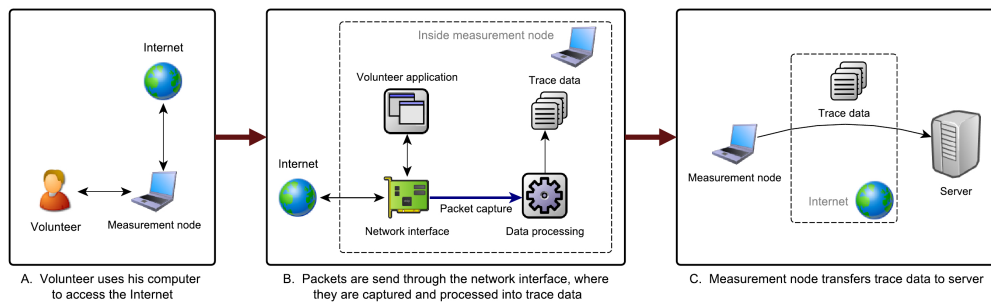 Internet
Volunteer
Measurement node
A. Volunteer uses his computer
to access the Internet
Inside measurement node
Volunteer application
Trace data
Internet
Packet capture
Network interface
Data processing
B. Packets are send through the network interface, where
they are captured and processed into trace data
Trace data
Measurement node
Server
Internet
C. Measurement node transfers trace data to server